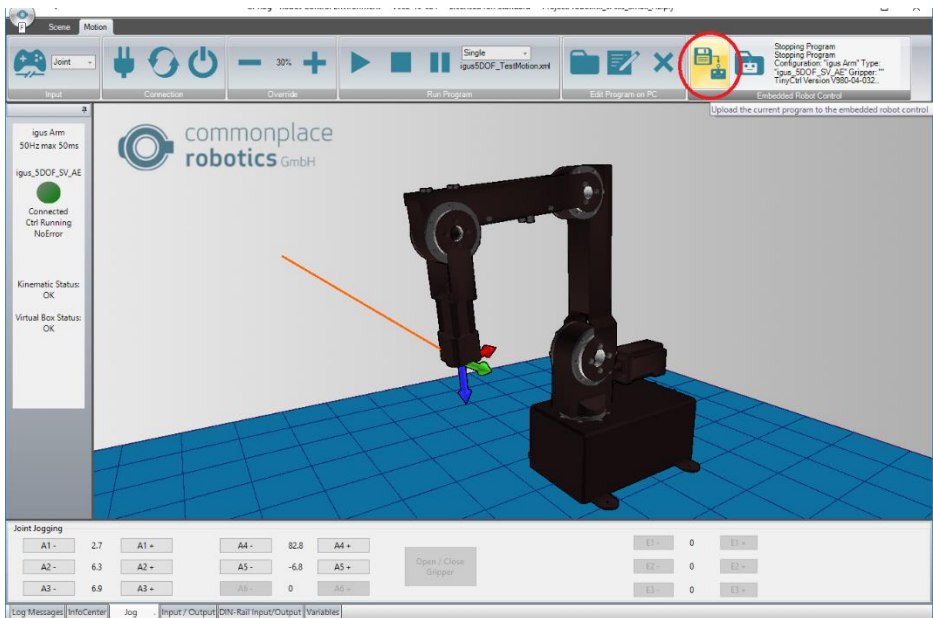 F
Scene Motion
Joint
Input
Connection
30%
Override
Single
igus5DOF_TestMotion.xml
Run Program
Edit Program on PC
Stopping Program
Stopping Program
Configuration: "igus Arm" Type:
"igus_5DOF_SV_AE" Gripper: ""
TinyCtrl Version V980-04-032..
Embedded Robot Control
Upload the current program to the embedded robot control
igus Arm
50Hz max 50ms
igus_5DOF_SV_AE
Connected
Ctrl Running
NoError
Kinematic Status:
OK
Virtual Box Status:
OK
commonplace
robotics GmbH
Joint Jogging
A1 - 2.7 A1 + A4 - 82.8 A4 + E1 - 0 E1 +
A2 - 6.3 A2 + A5 - -6.8 A5 + Open / Close Gripper E2 - 0 E2 +
A3 - 6.9 A3 + A6 - 0 A6 + E3 - 0 E3 +
Log Messages InfoCenter Jog Input / Output DIN-Rail Input/Output Variables